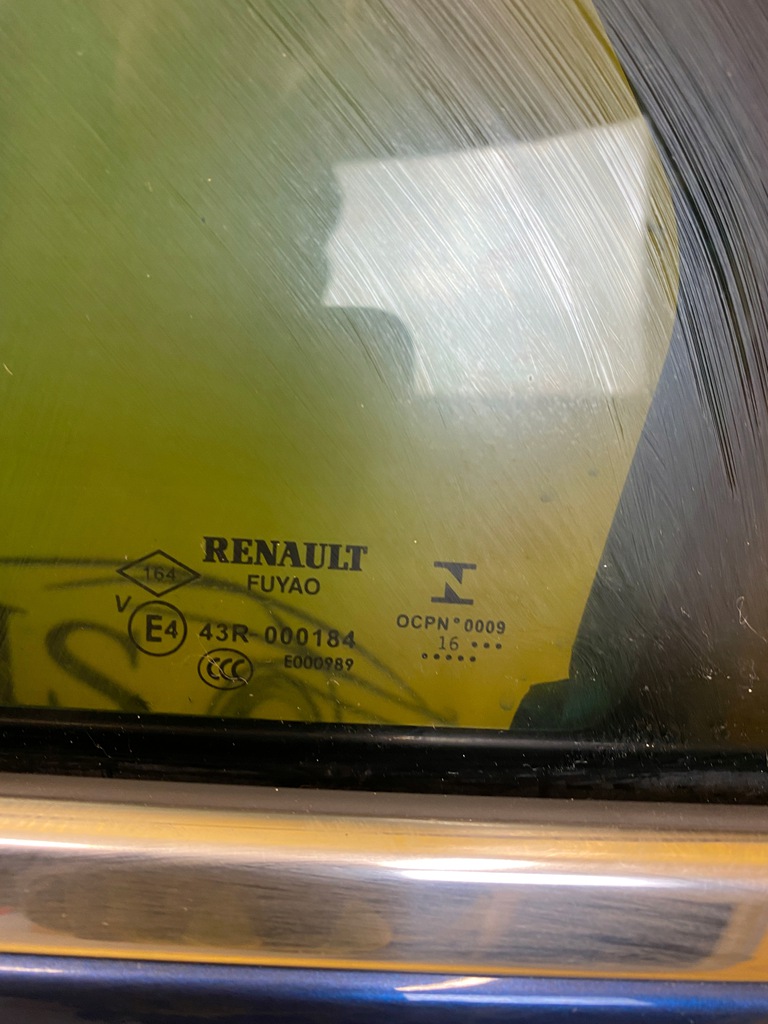 RENAULT
164
FUYAO
V
E4 43R-000184
CCC E000989
OCPN°0009
16 •••
•••••